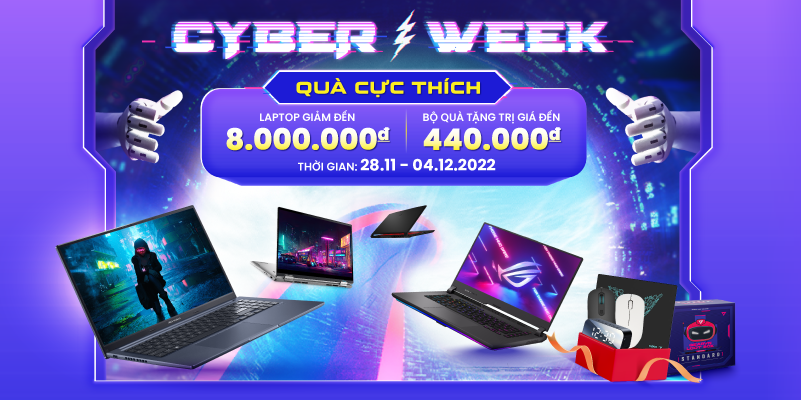 CYBER WEEK
QUÀ CỰC THÍCH
LAPTOP GIẢM ĐẾN
8.000.000đ
BỘ QUÀ TẶNG TRỊ GIÁ ĐẾN
440.000đ
THỜI GIAN: 28.11 - 04.12.2022
STANDARD